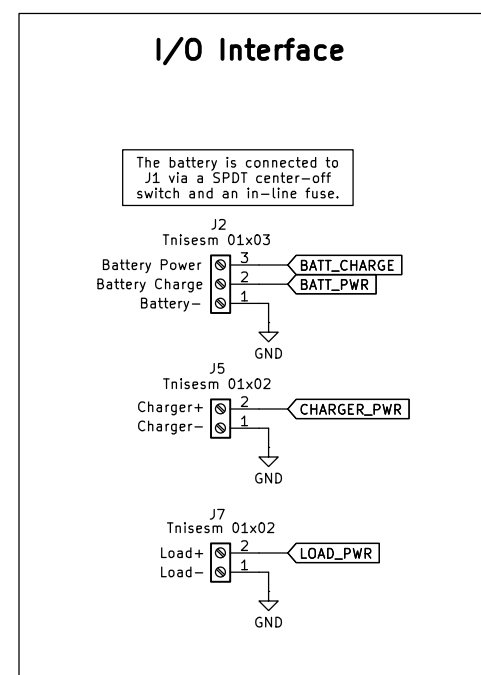 I/O Interface
The battery is connected to
J1 via a SPDT center-off
switch and an in-line fuse.
J2
Tnisesm 01x03
Battery Power 3 BATT_CHARGE
Battery Charge 2 BATT_PWR
Battery- 1
GND
J5
Tnisesm 01x02
Charger+ 2 CHARGER_PWR
Charger- 1
GND
J7
Tnisesm 01x02
Load+ 2 LOAD_PWR
Load- 1
GND